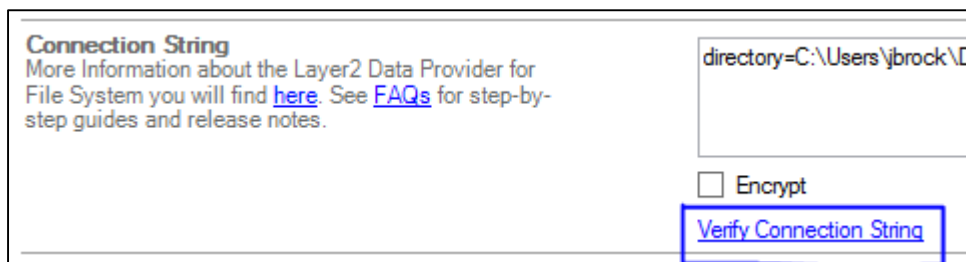 Connection String
More Information about the Layer2 Data Provider for
File System you will find here. See FAQs for step-by-
step guides and release notes.
directory=C:\Users\jbrock\D
Encrypt
Verify Connection String